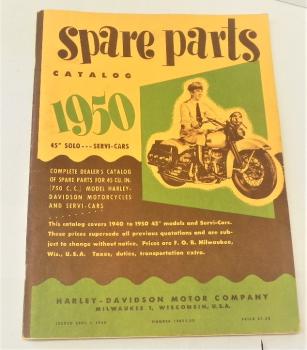 spare parts
CATALOG
1950
45" SOLO --- SERVI-CARS
COMPLETE DEALER'S CATALOG
OF SPARE PARTS FOR 45 CU. IN.
(750 C.C.) MODEL HARLEY-
DAVIDSON MOTORCYCLES
AND SERVI-CARS
This catalog covers 1940 to 1950 45" models and Servi-Cars.
These prices supersede all previous quotations and are sub-
ject to change without notice. Prices are F. O. B. Milwaukee,
Wis., U.S.A. Taxes, duties, transportation extra.
HARLEY-DAVIDSON MOTOR COMPANY
MILWAUKEE 1, WISCONSIN, U.S.A.
ISSUED
NUMBER
PRICE